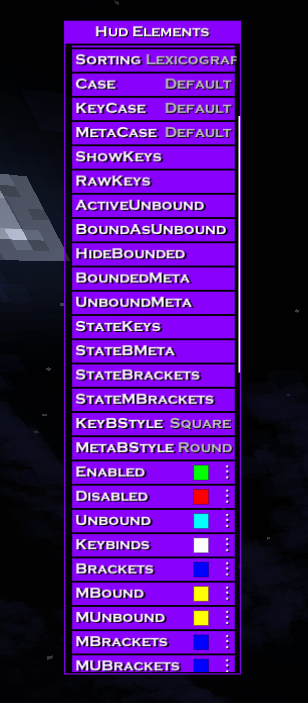 Hud Elements
Sorting Lexicograf
Case Default
KeyCase Default
MetaCase Default
ShowKeys
RawKeys
ActiveUnbound
BoundAsUnbound
HideBounded
BoundedMeta
UnboundMeta
StateKeys
StateBMeta
StateBrackets
StateMBrackets
KeyBStyle Square
MetaBStyle Round
Enabled
Disabled
Unbound
Keybinds
Brackets
MBound
MUnbound
MBrackets
MUBrackets